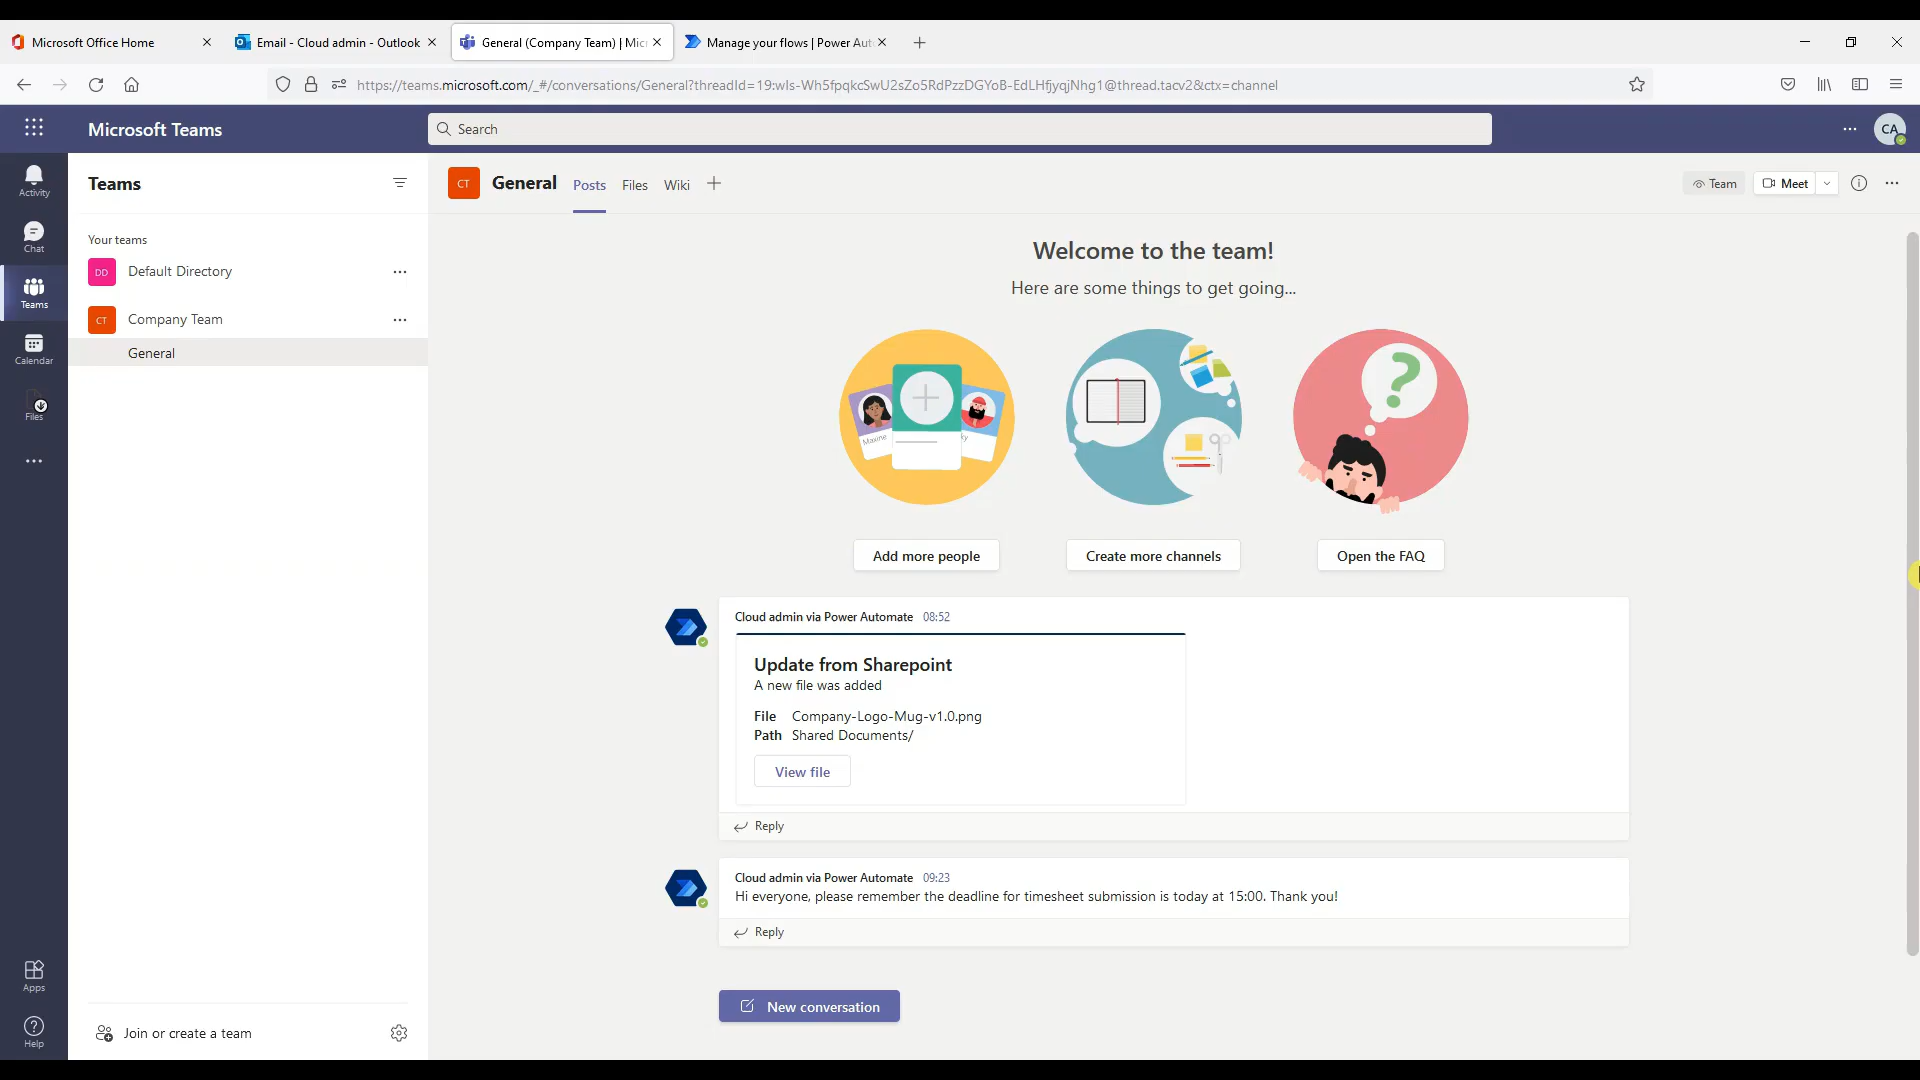 Microsoft Office Home
Email - Cloud admin - Outlook
General (Company Team) | Mic
Manage your flows | Power Aut
https://teams.microsoft.com/_#/conversations/General?threadId=19:wIs-Wh5fpqkcSwU2sZo5RdPzzDGYoB-EdLHfjyqjNhg1@thread.tacv2&ctx=channel
Microsoft Teams
Search
CA
Activity
Chat
Teams
Calendar
Files
Apps
Help
Teams
Your teams
DD Default Directory
CT Company Team
General
Join or create a team
CT General Posts Files Wiki
Team Meet
Welcome to the team!
Here are some things to get going...
Maxine
Add more people
Create more channels
Open the FAQ
Cloud admin via Power Automate 08:52
Update from Sharepoint
A new file was added
File Company-Logo-Mug-v1.0.png
Path Shared Documents/
View file
Reply
Cloud admin via Power Automate 09:23
Hi everyone, please remember the deadline for timesheet submission is today at 15:00. Thank you!
Reply
New conversation